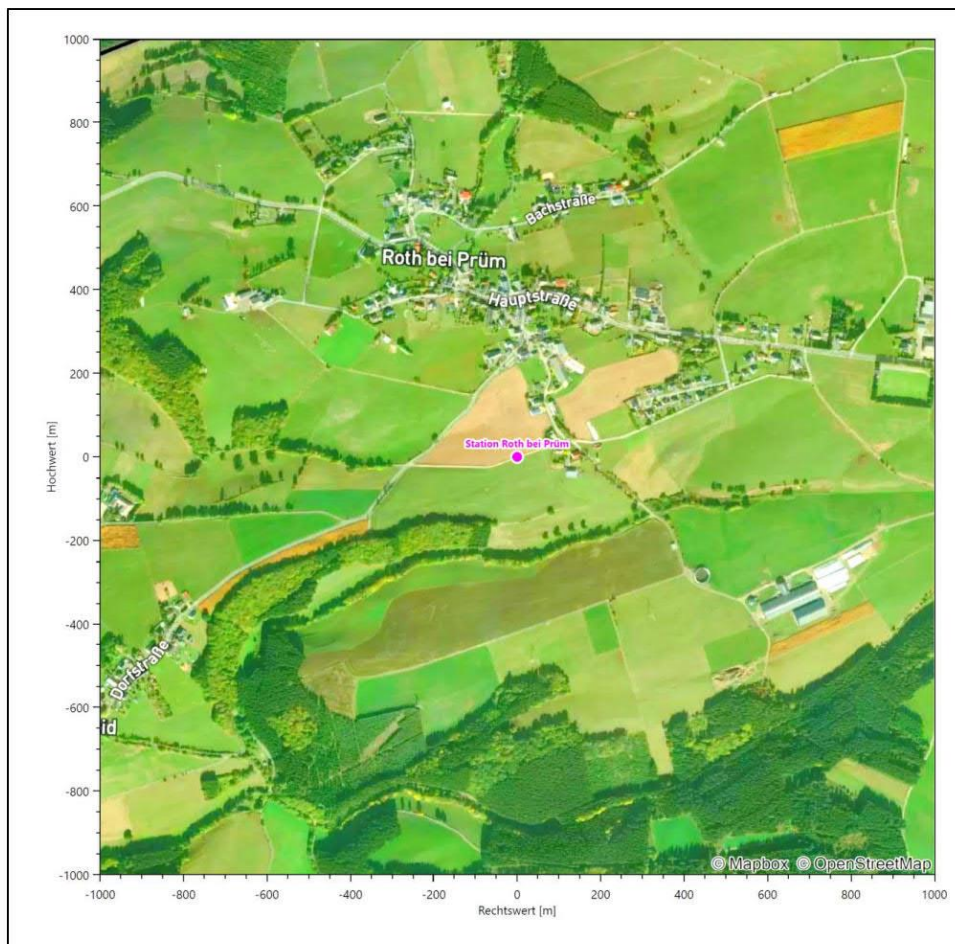 1000
800
600
400
200
0
-200
-400
-600
-800
-1000
Hochwert [m]
Bachstraße
Roth bei Prüm
Hauptstraße
Station Roth bei Prüm
Dorfstraße
id
© Mapbox © OpenStreetMap
-1000 -800 -600 -400 -200 0 200 400 600 800 1000
Rechtswert [m]